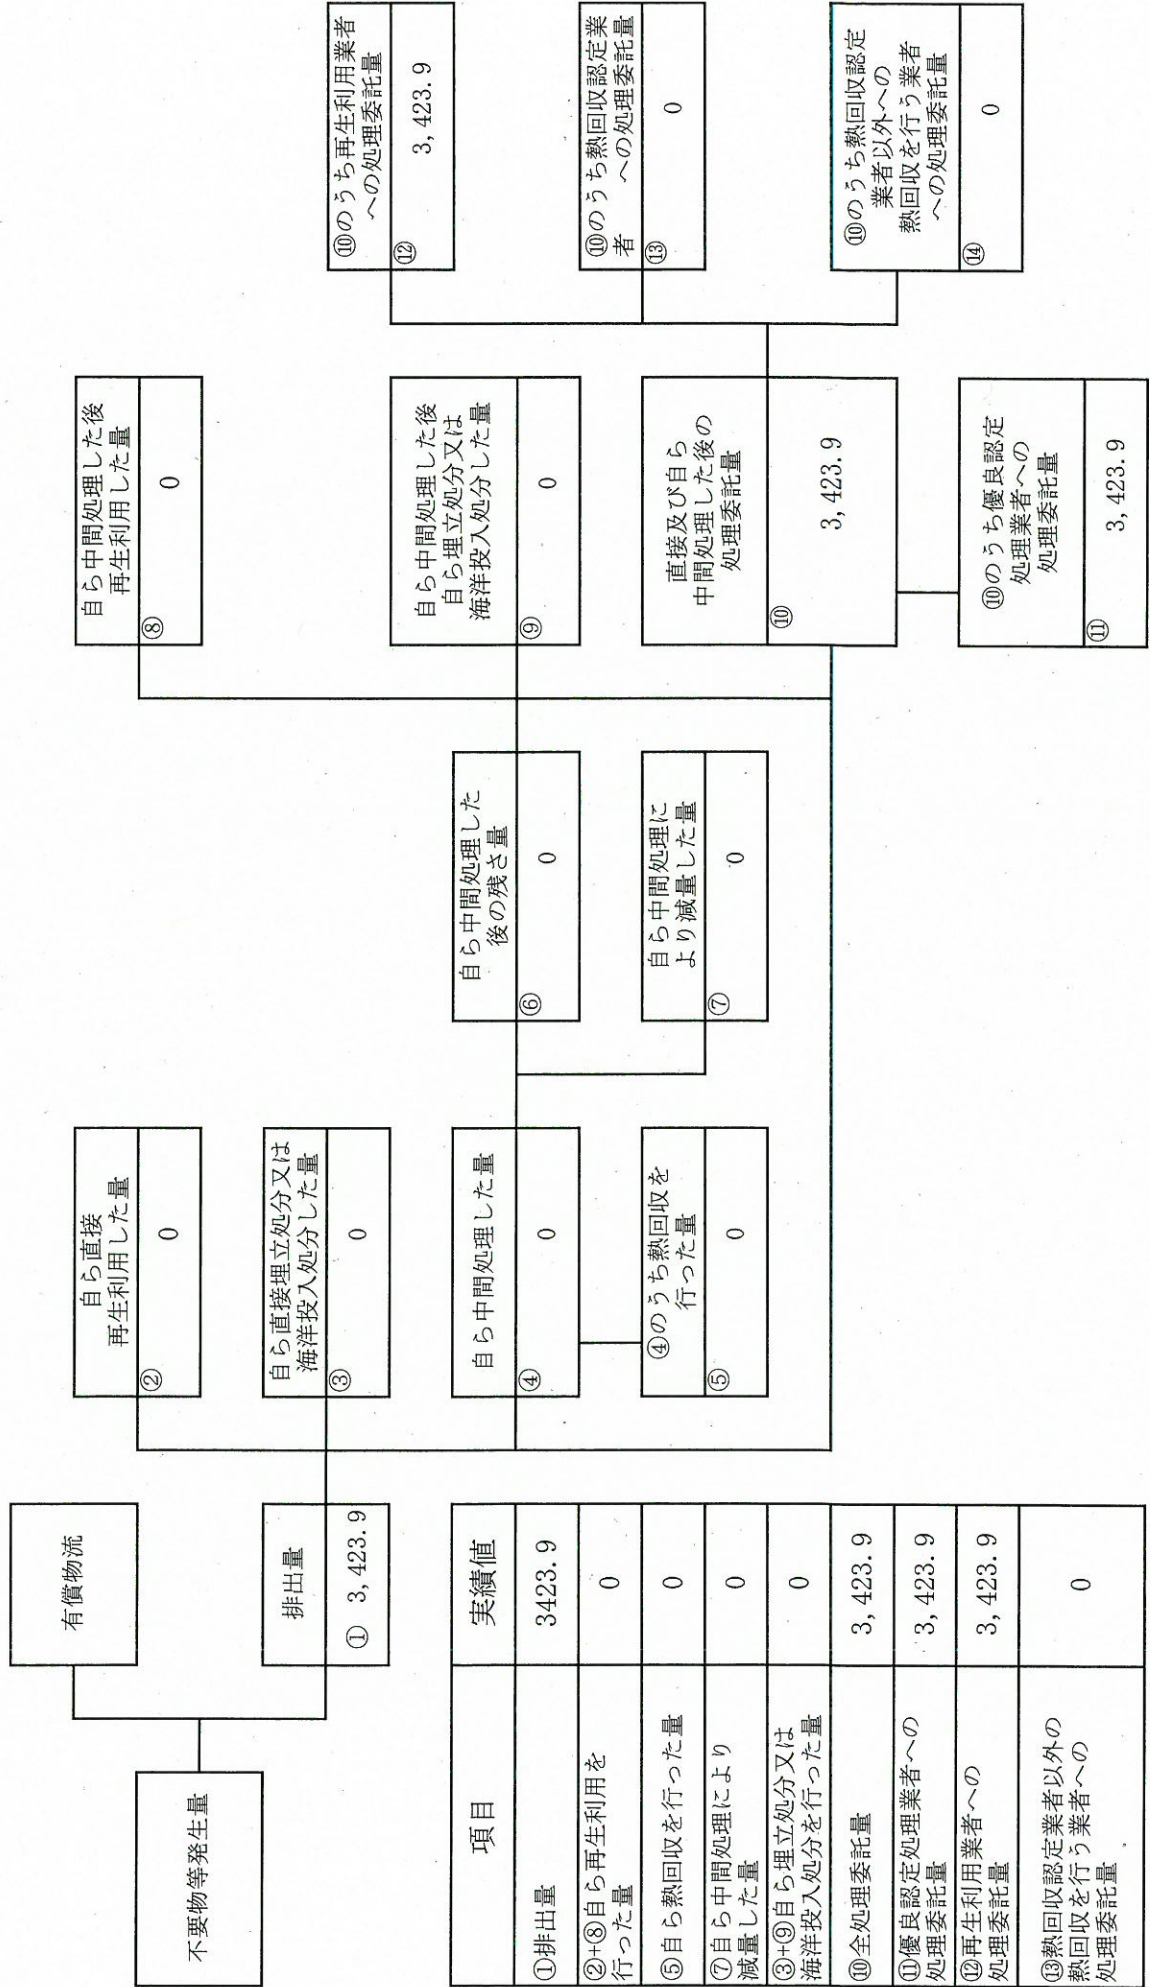 不要物等発生量
有償物流
排出量
① 3,423.9
自ら直接
再生利用した量
② 0
自ら直接埋立処分又は
海洋投入処分した量
③ 0
自ら中間処理した量
④ 0
④のうち熱回収を
行った量
⑤ 0
自ら中間処理した
後の残さ量
⑥ 0
自ら中間処理に
より減量した量
⑦ 0
自ら中間処理した後
再生利用した量
⑧ 0
自ら中間処理した後
自ら埋立処分又は
海洋投入処分した量
⑨ 0
直接及び自ら
中間処理した後の
処理委託量
⑩ 3,423.9
⑩のうち優良認定
処理業者への
処理委託量
⑪ 3,423.9
⑩のうち再生利用業者
への処理委託量
⑫ 3,423.9
⑩のうち熱回収認定業
者 への処理委託量
⑬ 0
⑩のうち熱回収認定
業者以外への
熱回収を行う業者
への処理委託量
⑭ 0
項目 実績値
①排出量 3423.9
②+⑧自ら再生利用を
行った量 0
⑤自ら熱回収を行った量 0
⑦自ら中間処理により
減量した量 0
③+⑨自ら埋立処分又は
海洋投入処分を行った量 0
⑩全処理委託量 3,423.9
⑪優良認定処理業者への
処理委託量 3,423.9
⑫再生利用業者への
処理委託量 3,423.9
⑬熱回収認定業者以外の
熱回収を行う業者への
処理委託量 0